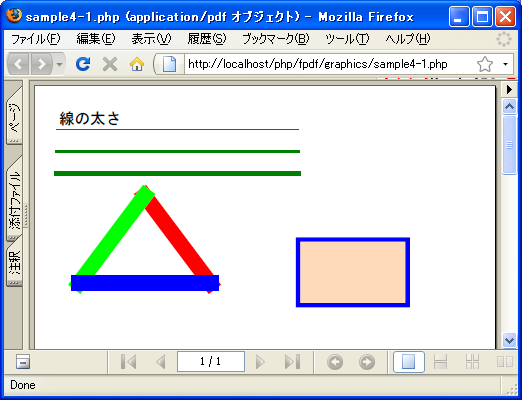 sample4-1.php (application/pdf オブジェクト) - Mozilla Firefox
ファイル(F) 編集(E) 表示(V) 履歴(S) ブックマーク(B) ツール(T) ヘルプ(H)
http://localhost/php/fpdf/graphics/sample4-1.php
ページ
添付ファイル
注釈
線の太さ
1 / 1
Done